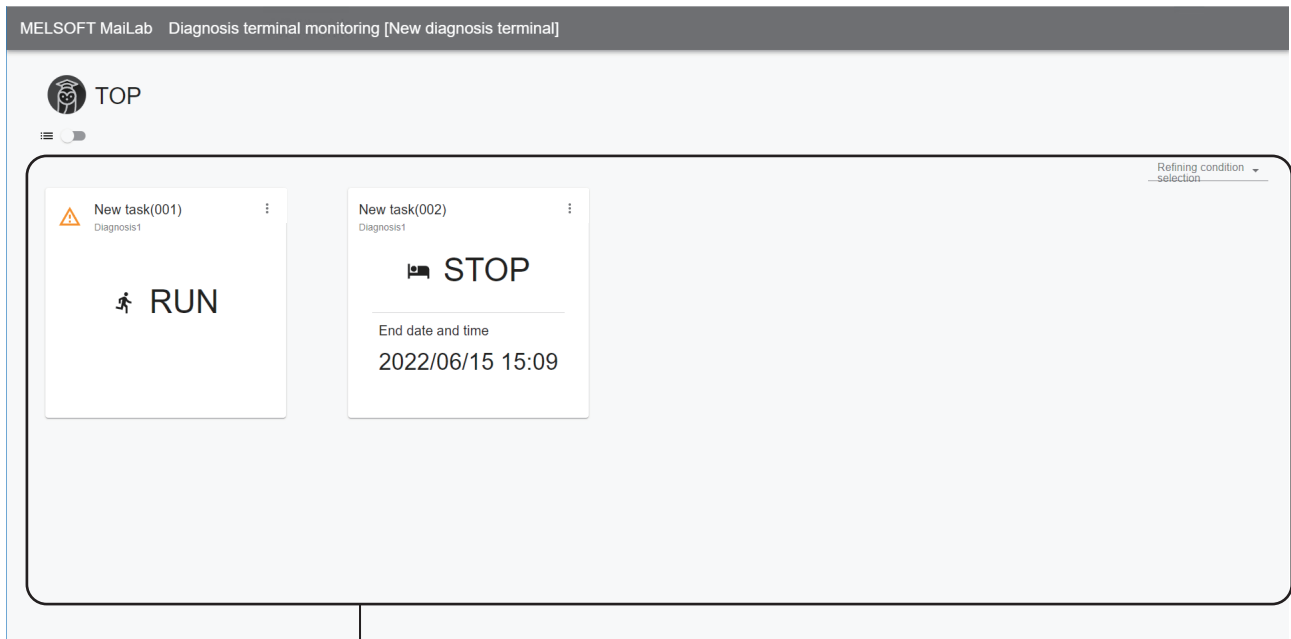 MELSOFT MaiLab Diagnosis terminal monitoring [New diagnosis terminal]
TOP
Refining condition
selection
New task(001)
Diagnosis1
RUN
New task(002)
Diagnosis1
STOP
End date and time
2022/06/15 15:09